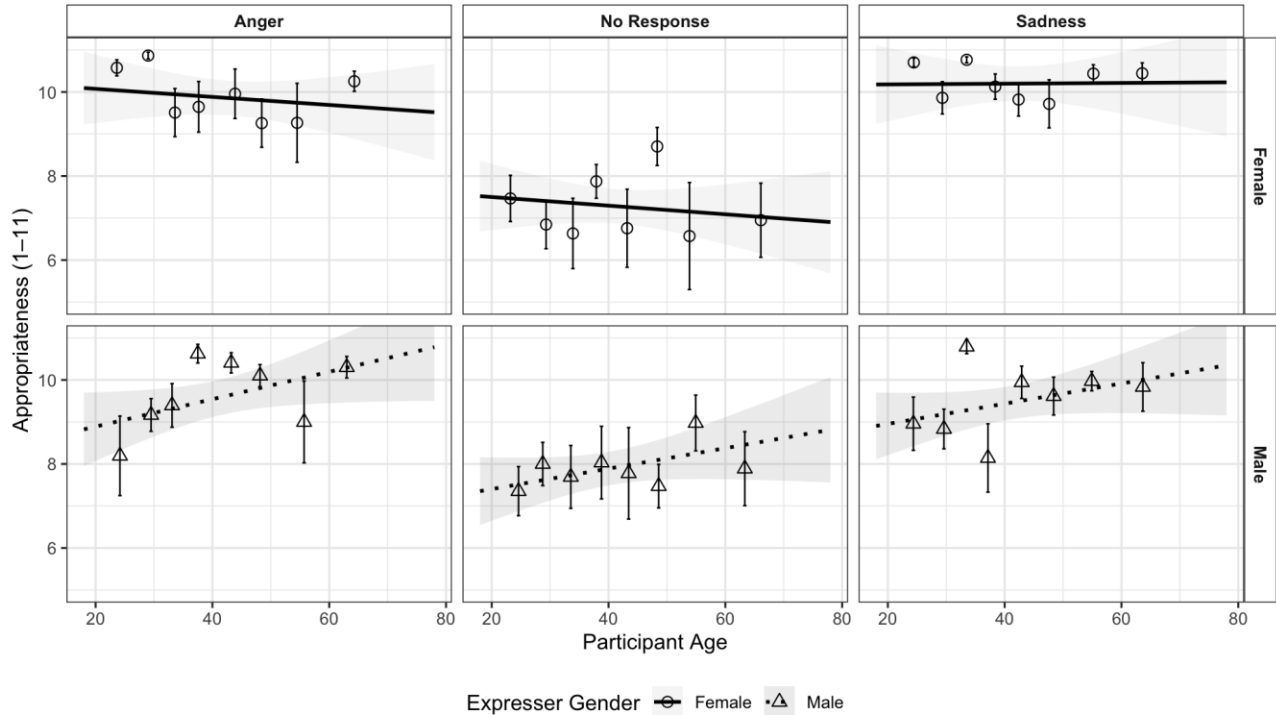 Anger
No Response
Sadness
Appropriateness (1–11)
10
8
6
Female
10
8
6
Male
20 40 60 80
20 40 60 80
20 40 60 80
Participant Age
Expresser Gender Female Male